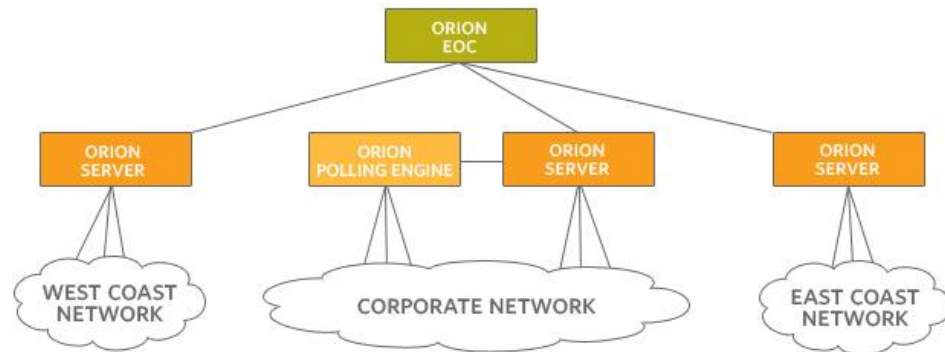 ORION
EOC
ORION
SERVER
ORION
POLLING ENGINE
ORION
SERVER
ORION
SERVER
WEST COAST
NETWORK
CORPORATE NETWORK
EAST COAST
NETWORK